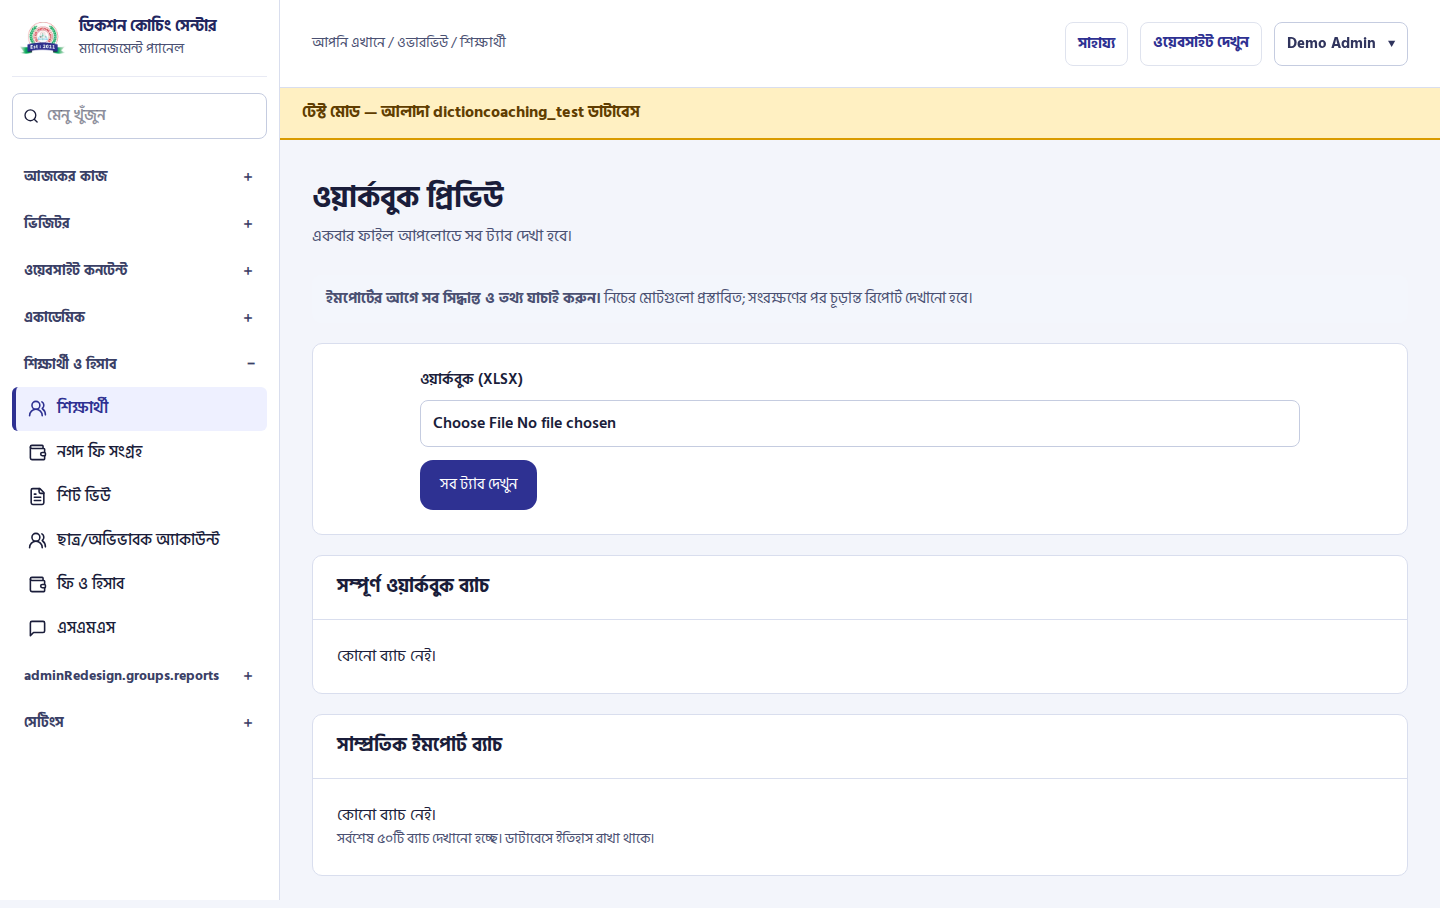 ডিকশন কোচিং সেন্টার
ম্যানেজমেন্ট প্যানেল
Est : 2011
মেনু খুঁজুন
আজকের কাজ +
ভিজিটর +
ওয়েবসাইট কনটেন্ট +
একাডেমিক +
শিক্ষার্থী ও হিসাব −
শিক্ষার্থী
নগদ ফি সংগ্রহ
শিট ভিউ
ছাত্র/অভিভাবক অ্যাকাউন্ট
ফি ও হিসাব
এসএমএস
adminRedesign.groups.reports +
সেটিংস +
আপনি এখানে / ওভারভিউ / শিক্ষার্থী
সাহায্য
ওয়েবসাইট দেখুন
Demo Admin ▾
টেস্ট মোড — আলাদা dictioncoaching_test ডাটাবেস
ওয়ার্কবুক প্রিভিউ
একবার ফাইল আপলোডে সব ট্যাব দেখা হবে।
ইমপোর্টের আগে সব সিদ্ধান্ত ও তথ্য যাচাই করুন। নিচের মোটগুলো প্রস্তাবিত; সংরক্ষণের পর চূড়ান্ত রিপোর্ট দেখানো হবে।
ওয়ার্কবুক (XLSX)
Choose File No file chosen
সব ট্যাব দেখুন
সম্পূর্ণ ওয়ার্কবুক ব্যাচ
কোনো ব্যাচ নেই।
সাম্প্রতিক ইমপোর্ট ব্যাচ
কোনো ব্যাচ নেই।
সর্বশেষ ৫০টি ব্যাচ দেখানো হচ্ছে। ডাটাবেসে ইতিহাস রাখা থাকে।